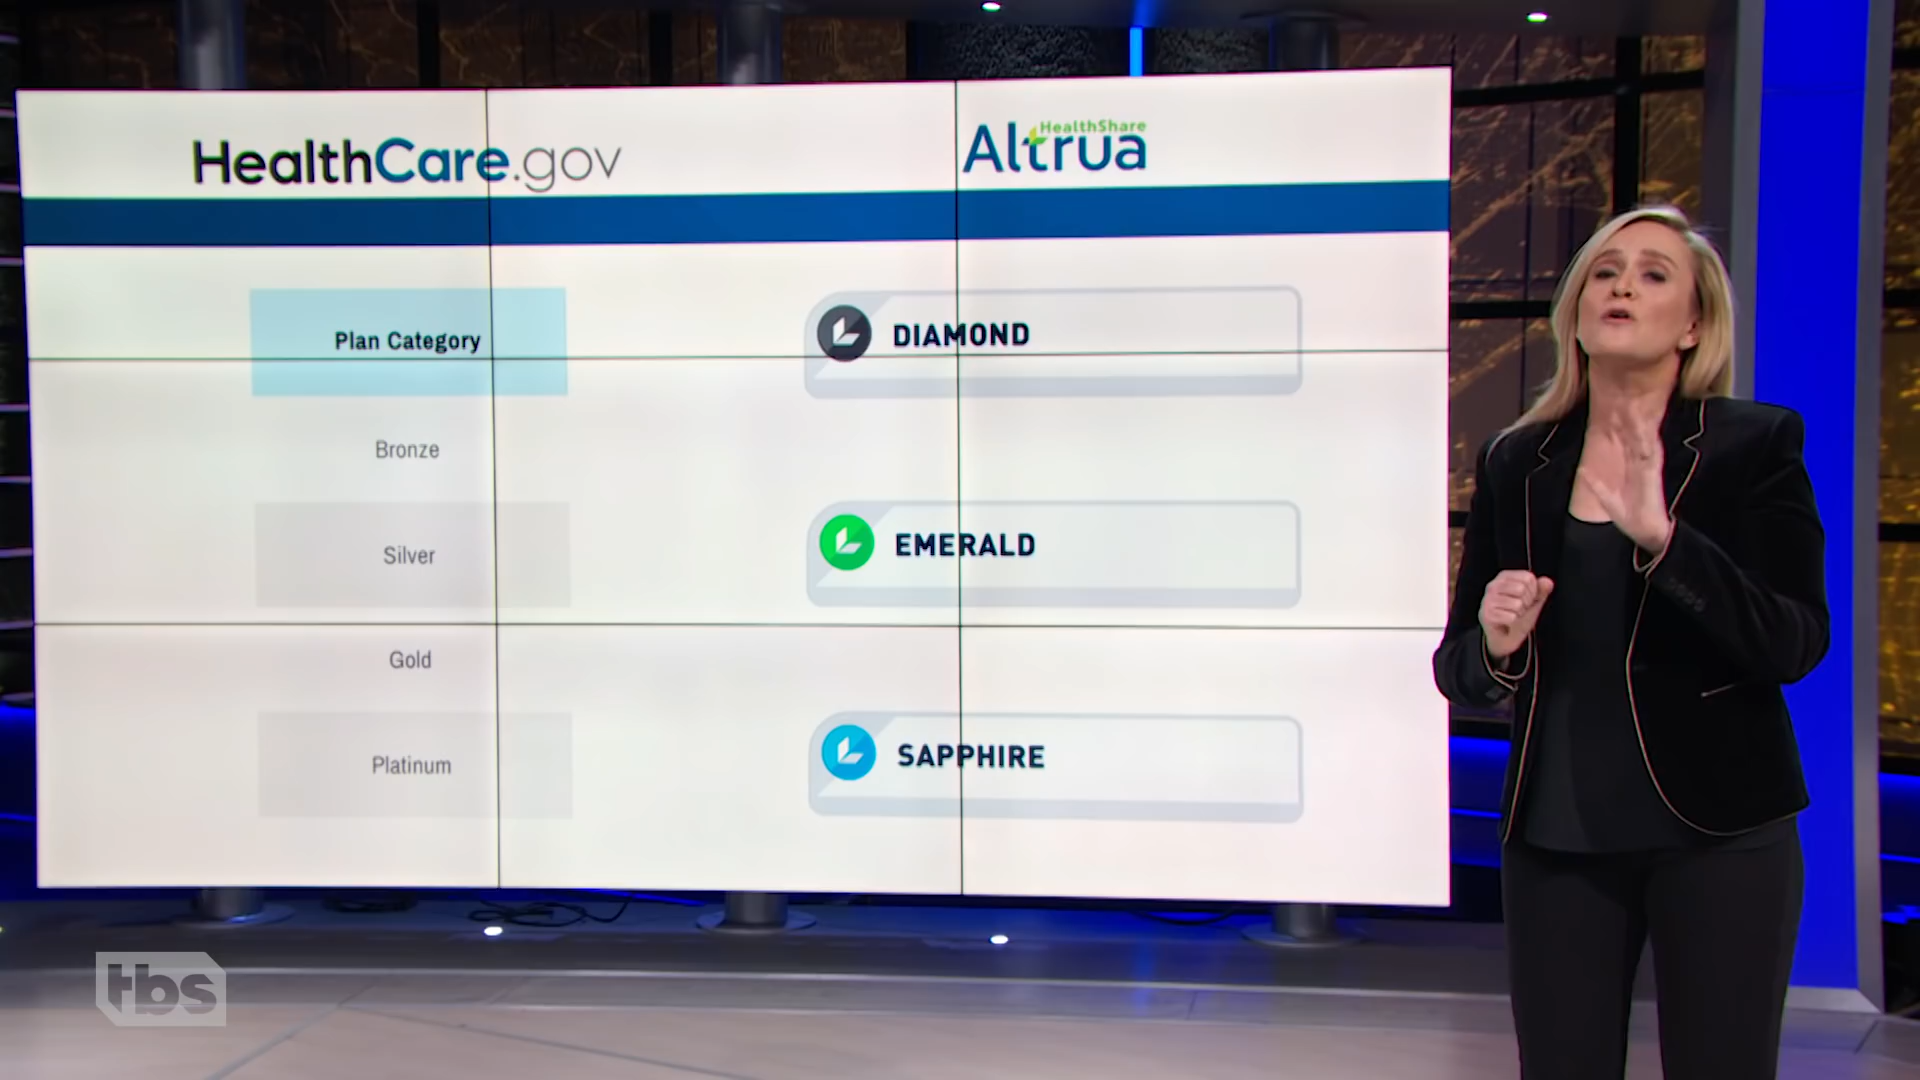 HealthCare.gov
HealthShare
Altrua
Plan Category
Bronze
Silver
Gold
Platinum
DIAMOND
EMERALD
SAPPHIRE
tbs